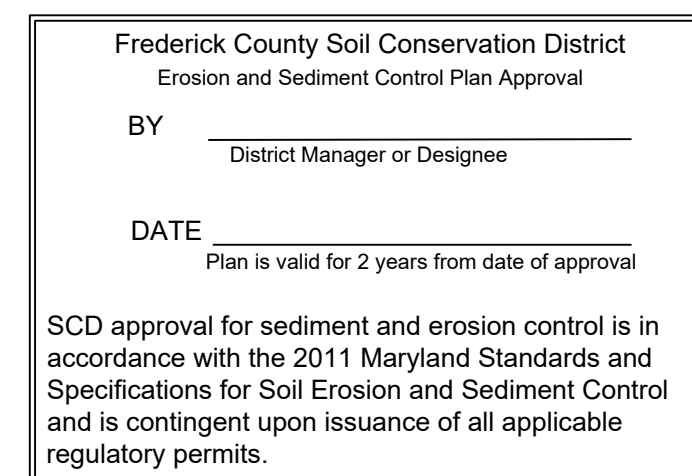 Frederick County Soil Conservation District
Erosion and Sediment Control Plan Approval
BY
District Manager or Designee
DATE
Plan is valid for 2 years from date of approval
SCD approval for sediment and erosion control is in
accordance with the 2011 Maryland Standards and
Specifications for Soil Erosion and Sediment Control
and is contingent upon issuance of all applicable
regulatory permits.